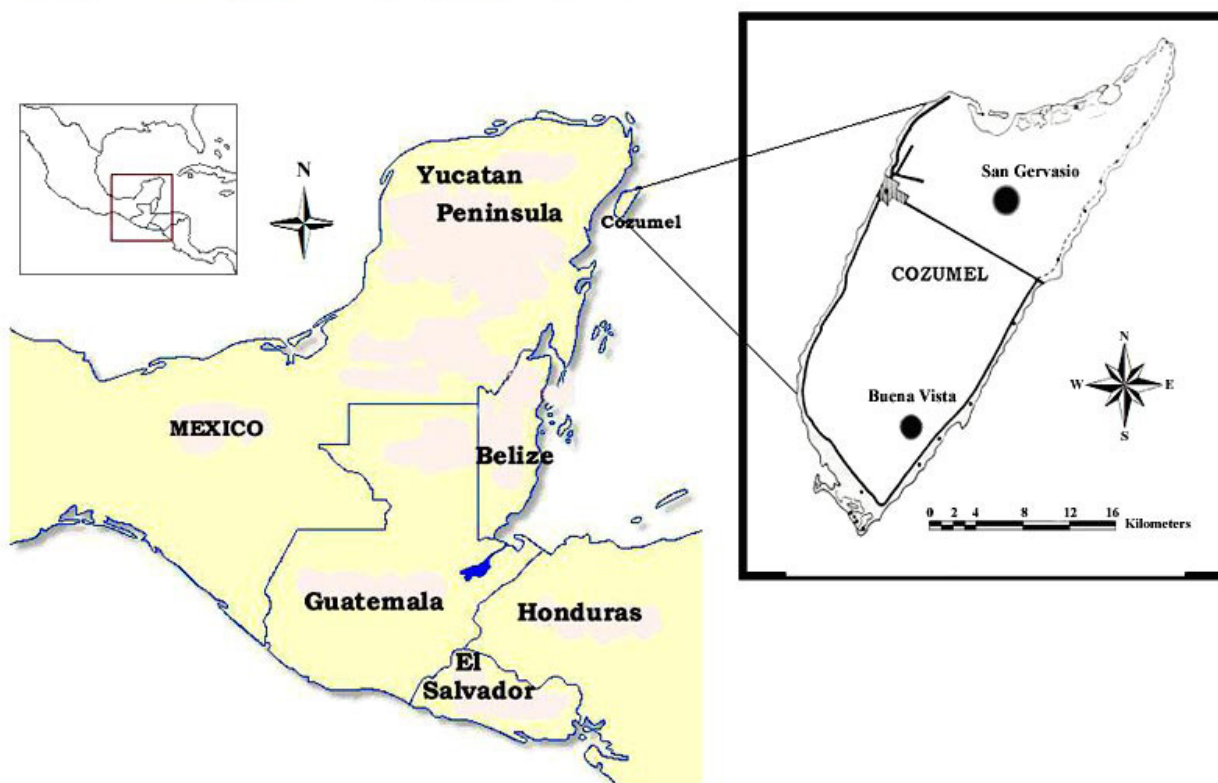 N
Yucatan
Peninsula
Cozumel
MEXICO
Belize
Guatemala
Honduras
El
Salvador
San Gervasio
COZUMEL
Buena Vista
N
W E
S
0 2 4 8 12 16
Kilometers